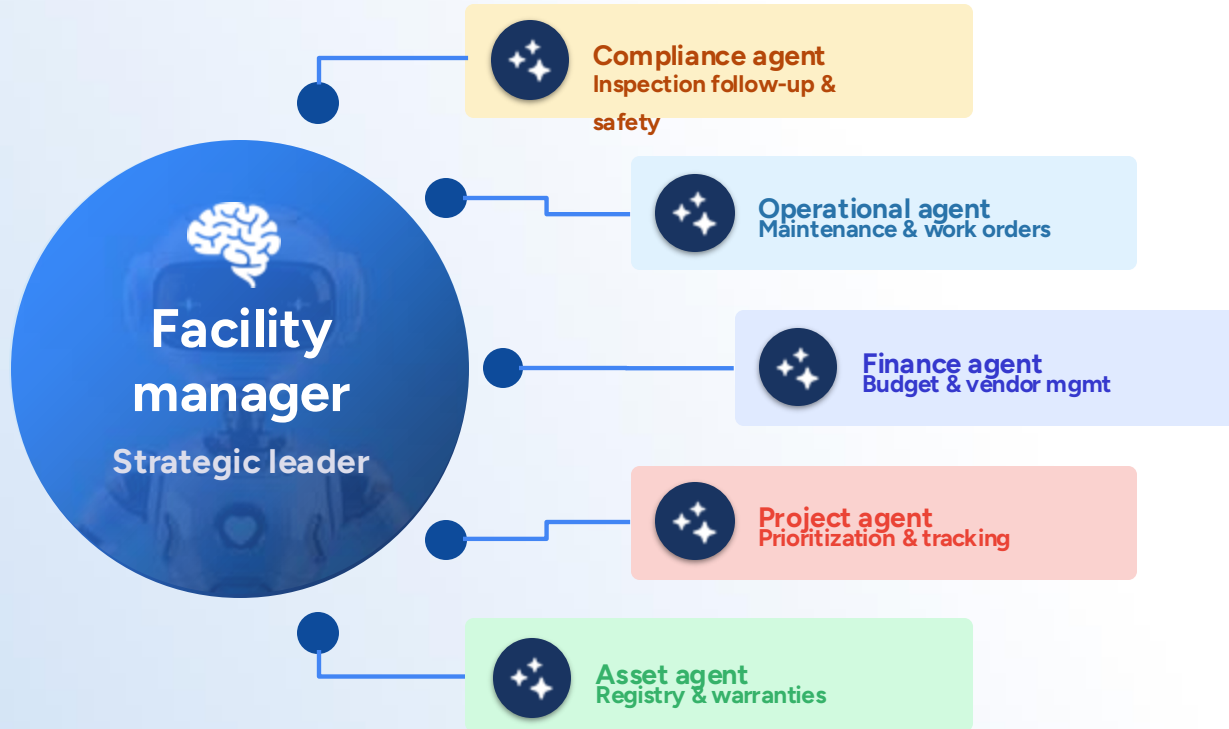 Compliance agent
Inspection follow-up &
safety
Operational agent
Maintenance & work orders
Facility
manager
Strategic leader
Finance agent
Budget & vendor mgmt
Project agent
Prioritization & tracking
Asset agent
Registry & warranties